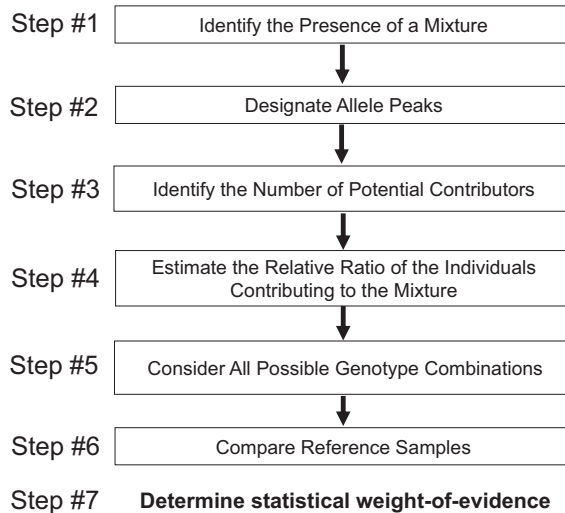 Step #1 Identify the Presence of a Mixture
Step #2 Designate Allele Peaks
Step #3 Identify the Number of Potential Contributors
Step #4 Estimate the Relative Ratio of the Individuals
Contributing to the Mixture
Step #5 Consider All Possible Genotype Combinations
Step #6 Compare Reference Samples
Step #7 Determine statistical weight-of-evidence